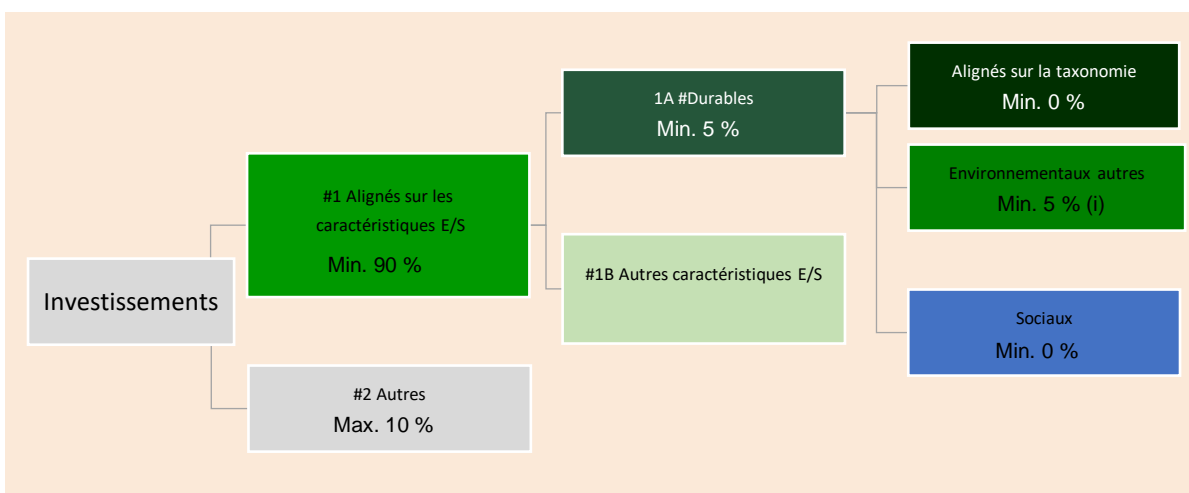 Investissements
#1 Alignés sur les
caractéristiques E/S
Min. 90 %
#2 Autres
Max. 10 %
1A #Durables
Min. 5 %
#1B Autres caractéristiques E/S
Alignés sur la taxonomie
Min. 0 %
Environnementaux autres
Min. 5 % (i)
Sociaux
Min. 0 %